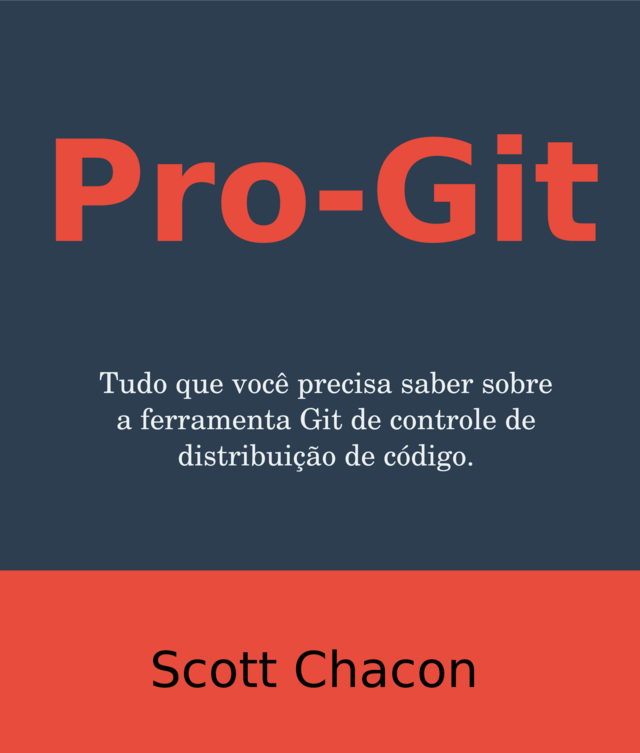 Pro-Git
Tudo que você precisa saber sobre
a ferramenta Git de controle de
distribuição de código.
Scott Chacon